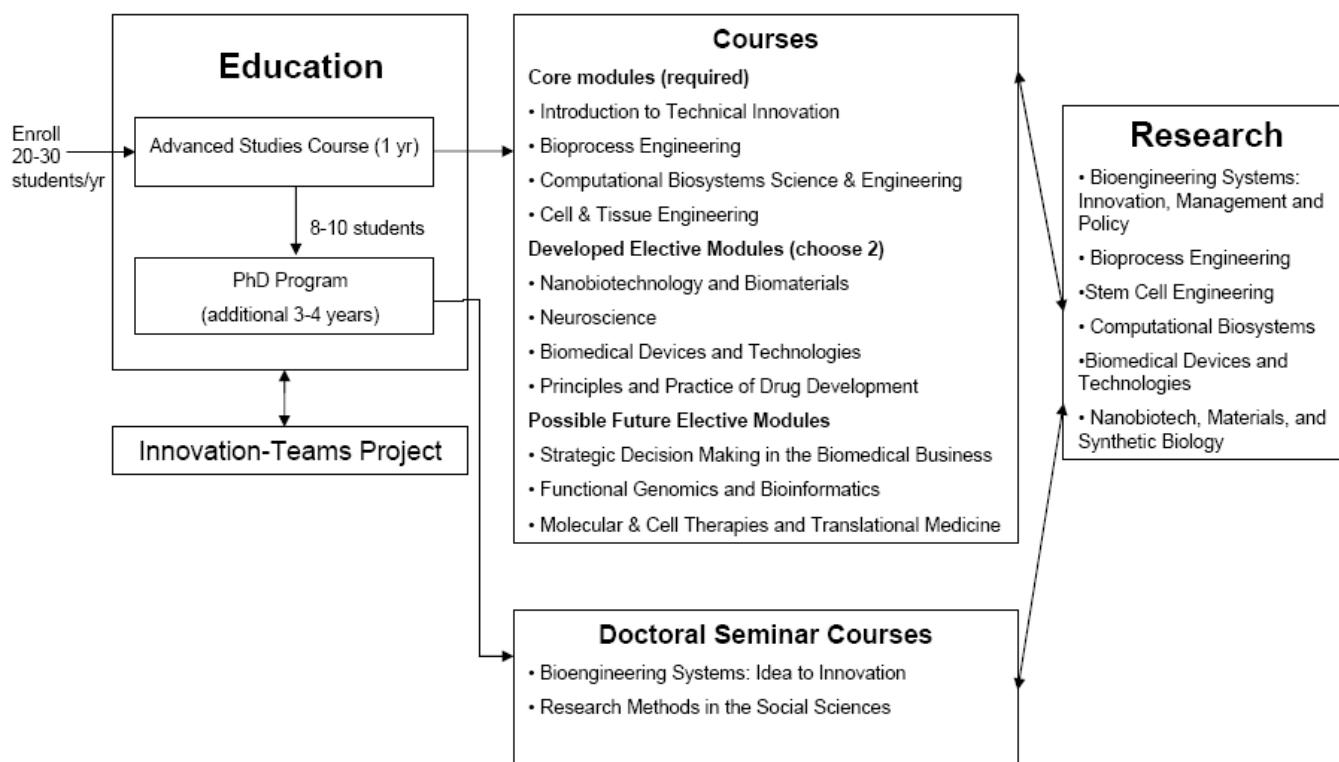 Education
Enroll
20-30
students/yr
Advanced Studies Course (1 yr)
8-10 students
PhD Program
(additional 3-4 years)
Innovation-Teams Project
Courses
Core modules (required)
• Introduction to Technical Innovation
• Bioprocess Engineering
• Computational Biosystems Science & Engineering
• Cell & Tissue Engineering
Developed Elective Modules (choose 2)
• Nanobiotechnology and Biomaterials
• Neuroscience
• Biomedical Devices and Technologies
• Principles and Practice of Drug Development
Possible Future Elective Modules
• Strategic Decision Making in the Biomedical Business
• Functional Genomics and Bioinformatics
• Molecular & Cell Therapies and Translational Medicine
Doctoral Seminar Courses
• Bioengineering Systems: Idea to Innovation
• Research Methods in the Social Sciences
Research
• Bioengineering Systems:
Innovation, Management and
Policy
• Bioprocess Engineering
•Stem Cell Engineering
• Computational Biosystems
•Biomedical Devices and
Technologies
• Nanobiotech, Materials, and
Synthetic Biology